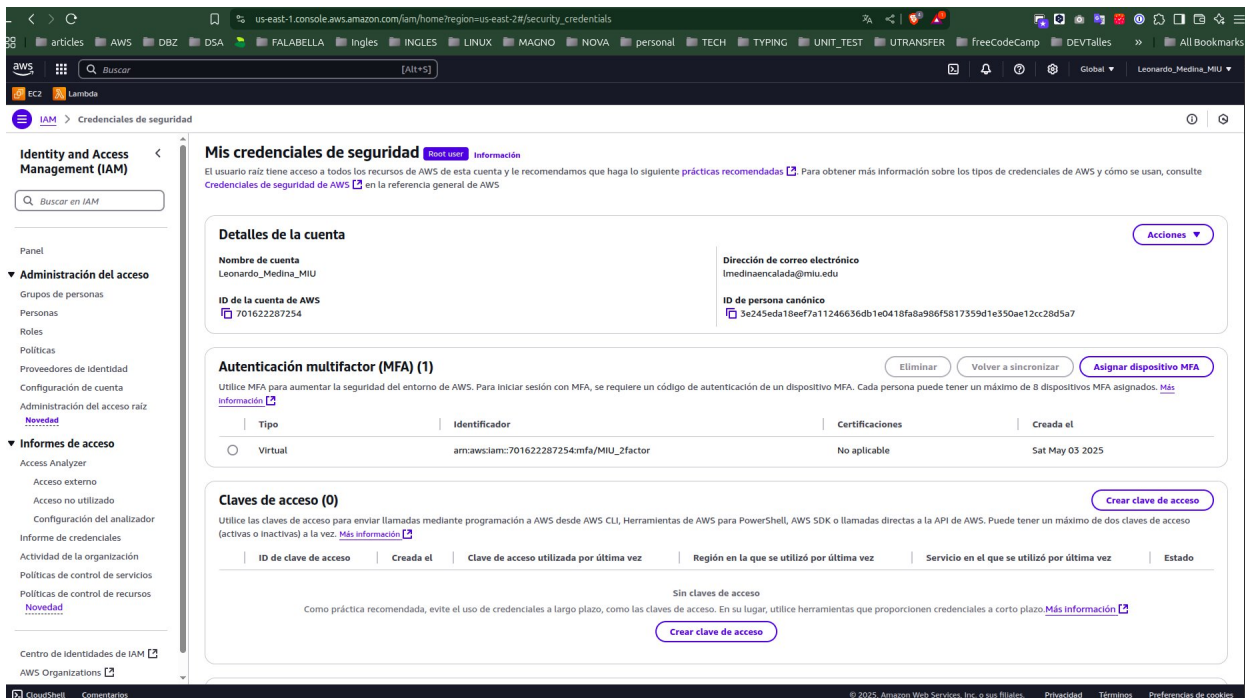 us-east-1.console.aws.amazon.com/iam/home?region=us-east-2#/security_credentials
articles AWS DBZ DSA FALABELLA Ingles INGLES LINUX MAGNO NOVA personal TECH TYPING UNIT_TEST UTRANSFER freeCodeCamp DEVTalles » All Bookmarks
aws Buscar [Alt+S] Global Leonardo_Medina_MIU
EC2 Lambda
IAM > Credenciales de seguridad
Identity and Access Management (IAM)
Buscar en IAM
Panel
Administración del acceso
Grupos de personas
Personas
Roles
Políticas
Proveedores de identidad
Configuración de cuenta
Administración del acceso raíz
Novedad
Informes de acceso
Access Analyzer
Acceso externo
Acceso no utilizado
Configuración del analizador
Informe de credenciales
Actividad de la organización
Políticas de control de servicios
Políticas de control de recursos
Novedad
Centro de identidades de IAM
AWS Organizations
Mis credenciales de seguridad Root user Información
El usuario raíz tiene acceso a todos los recursos de AWS de esta cuenta y le recomendamos que haga lo siguiente prácticas recomendadas. Para obtener más información sobre los tipos de credenciales de AWS y cómo se usan, consulte
Credenciales de seguridad de AWS en la referencia general de AWS
Detalles de la cuenta Acciones
Nombre de cuenta
Leonardo_Medina_MIU
Dirección de correo electrónico
lmedinaencalada@miu.edu
ID de la cuenta de AWS
701622287254
ID de persona canónico
3e245eda18eef7a11246636db1e0418fa8a986f5817359d1e350ae12cc28d5a7
Autenticación multifactor (MFA) (1) Eliminar Volver a sincronizar Asignar dispositivo MFA
Utilice MFA para aumentar la seguridad del entorno de AWS. Para iniciar sesión con MFA, se requiere un código de autenticación de un dispositivo MFA. Cada persona puede tener un máximo de 8 dispositivos MFA asignados. Más
información
Tipo Identificador Certificaciones Creada el
Virtual arn:aws:iam::701622287254:mfa/MIU_2factor No aplicable Sat May 03 2025
Claves de acceso (0) Crear clave de acceso
Utilice las claves de acceso para enviar llamadas mediante programación a AWS desde AWS CLI, Herramientas de AWS para PowerShell, AWS SDK o llamadas directas a la API de AWS. Puede tener un máximo de dos claves de acceso
(activas o inactivas) a la vez. Más información
ID de clave de acceso Creada el Clave de acceso utilizada por última vez Región en la que se utilizó por última vez Servicio en el que se utilizó por última vez Estado
Sin claves de acceso
Como práctica recomendada, evite el uso de credenciales a largo plazo, como las claves de acceso. En su lugar, utilice herramientas que proporcionen credenciales a corto plazo.Más información
Crear clave de acceso
CloudShell Comentarios © 2025, Amazon Web Services, Inc. o sus filiales. Privacidad Términos Preferencias de cookies